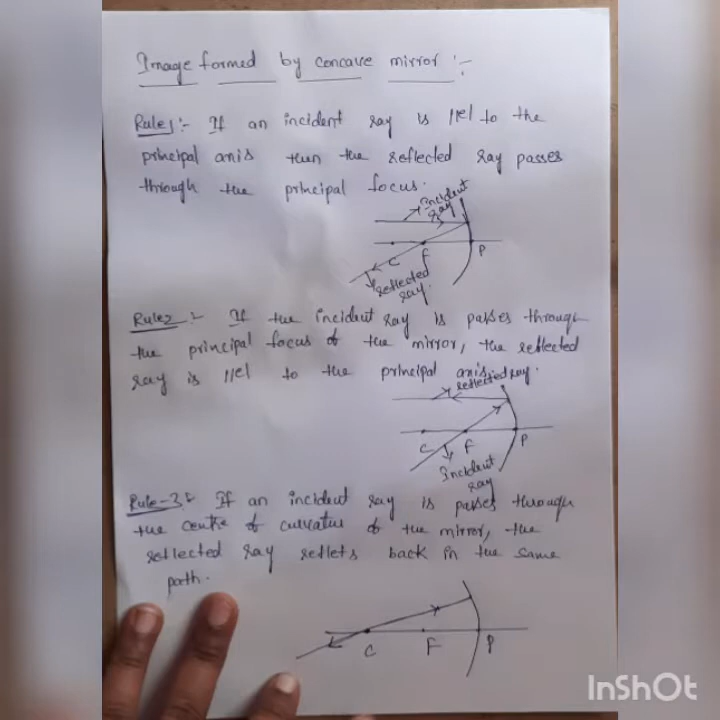 Image formed by concave mirror :-
Rule1:- If an incident ray is llel to the
principal axis then the reflected ray passes
through the principal focus.
Incident
ray
C F P
reflected
ray.
Rule2 :- If the incident ray is passes through
the principal focus of the mirror, the reflected
ray is llel to the principal axis.
reflected ray.
C F P
Incident
ray
Rule-3:- If an incident ray is passes through
the centre of curvatur of the mirror, the
reflected ray reflets back in the same
path.
C F P
InShOt